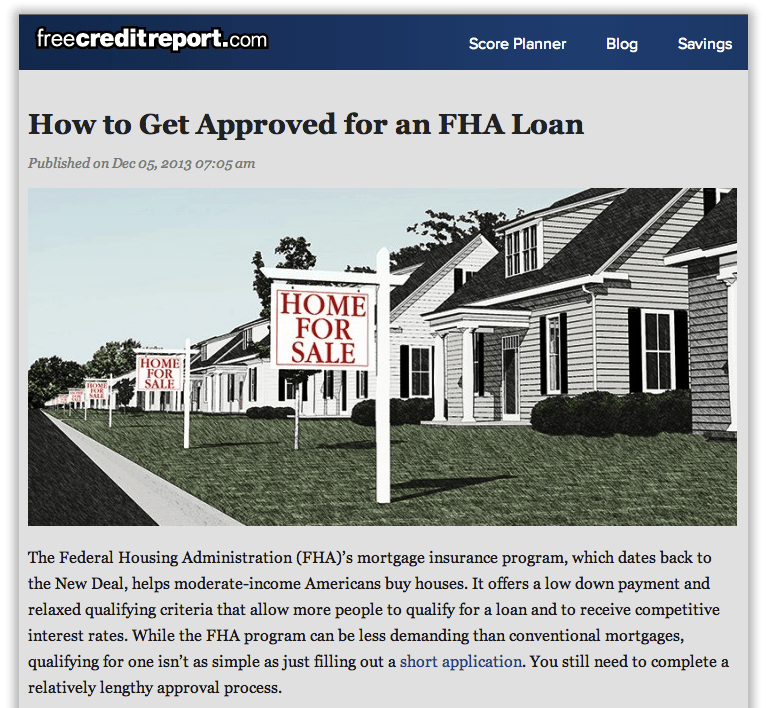 freecreditreport.com
Score Planner Blog Savings
How to Get Approved for an FHA Loan
Published on Dec 05, 2013 07:05 am
HOME
FOR
SALE
HOME
FOR
SALE
HOME
FOR
SALE
The Federal Housing Administration (FHA)’s mortgage insurance program, which dates back to
the New Deal, helps moderate-income Americans buy houses. It offers a low down payment and
relaxed qualifying criteria that allow more people to qualify for a loan and to receive competitive
interest rates. While the FHA program can be less demanding than conventional mortgages,
qualifying for one isn’t as simple as just filling out a short application. You still need to complete a
relatively lengthy approval process.